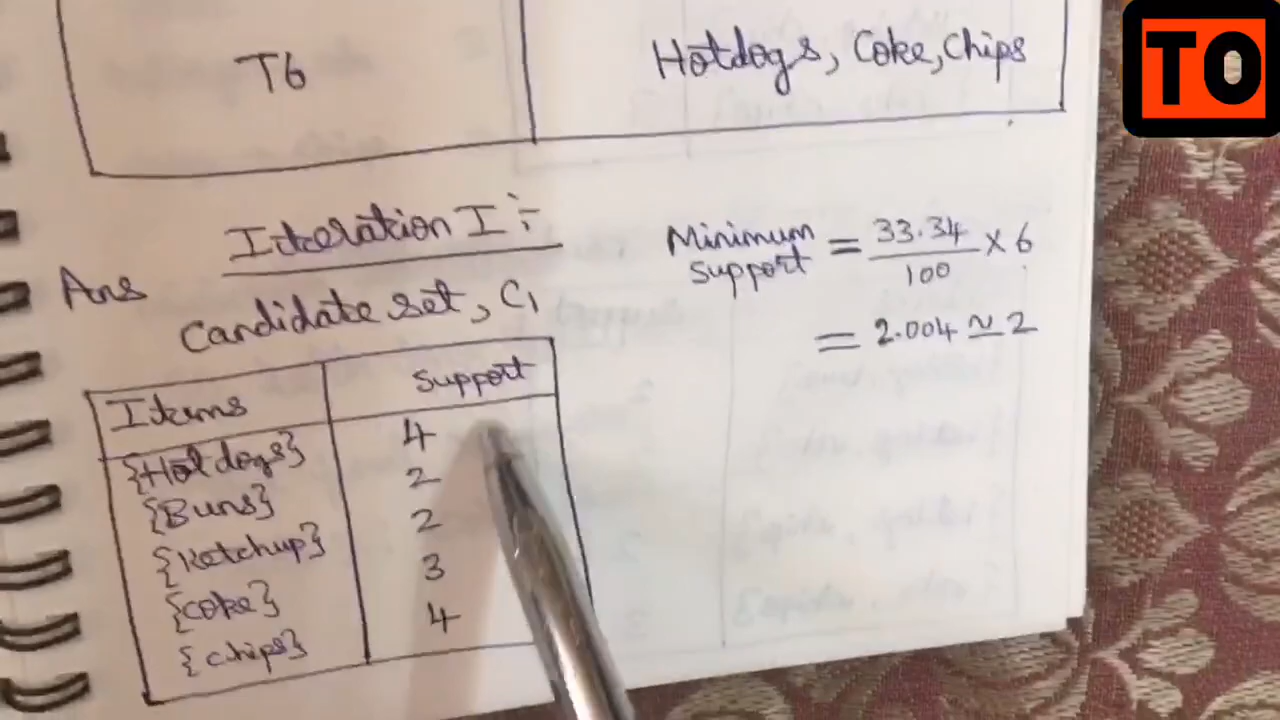 TO
T6 Hotdogs, Coke, Chips
Iteration I :-
Ans
Candidate set, C1
Minimum support = 33.34/100 × 6
= 2.004 ≃ 2
Items Support
{Hotdogs} 4
{Buns} 2
{Ketchup} 2
{coke} 3
{chips} 4